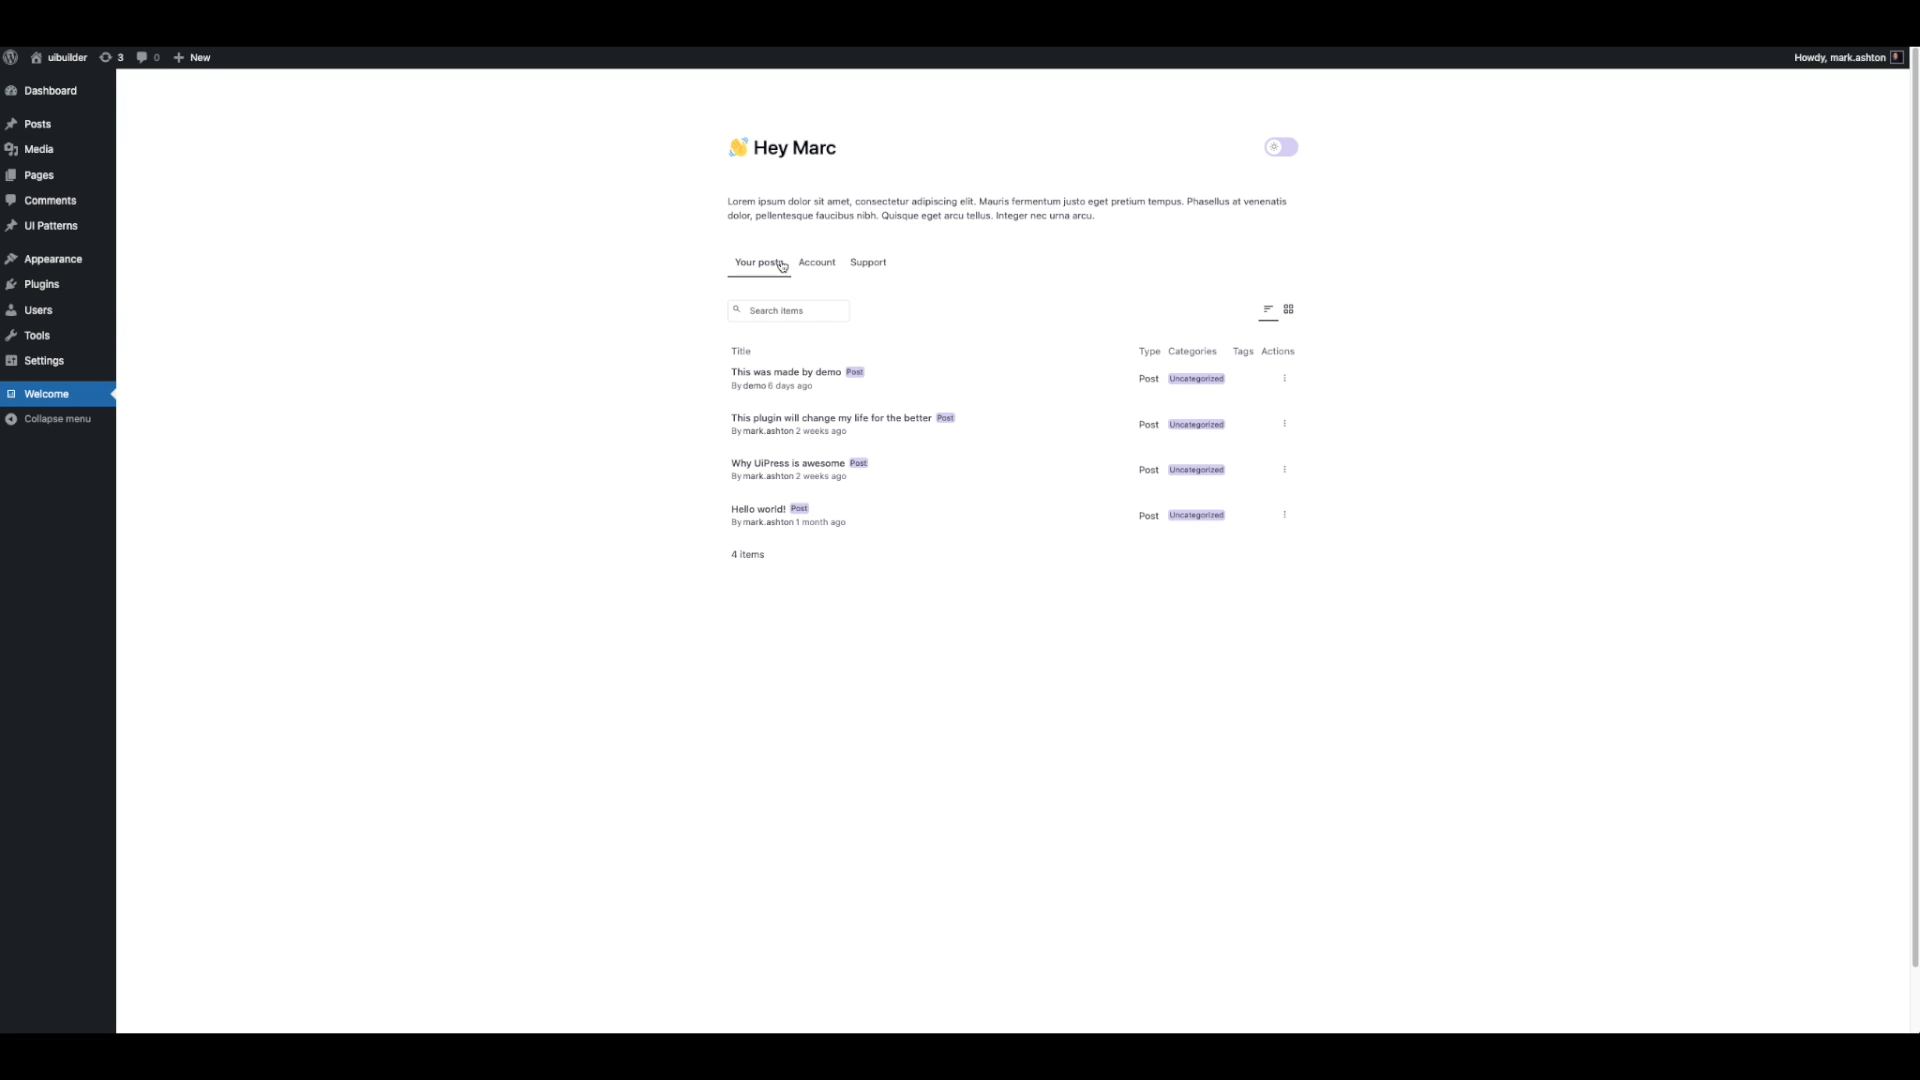 uibuilder 3 0 New Howdy, mark.ashton
Dashboard
Posts
Media
Pages
Comments
UI Patterns
Appearance
Plugins
Users
Tools
Settings
Welcome
Collapse menu
👋 Hey Marc
Lorem ipsum dolor sit amet, consectetur adipiscing elit. Mauris fermentum justo eget pretium tempus. Phasellus at venenatis
dolor, pellentesque faucibus nibh. Quisque eget arcu tellus. Integer nec urna arcu.
Your posts Account Support
Search items
Title Type Categories Tags Actions
This was made by demo Post
By demo 6 days ago
Post Uncategorized
This plugin will change my life for the better Post
By mark.ashton 2 weeks ago
Post Uncategorized
Why UiPress is awesome Post
By mark.ashton 2 weeks ago
Post Uncategorized
Hello world! Post
By mark.ashton 1 month ago
Post Uncategorized
4 items